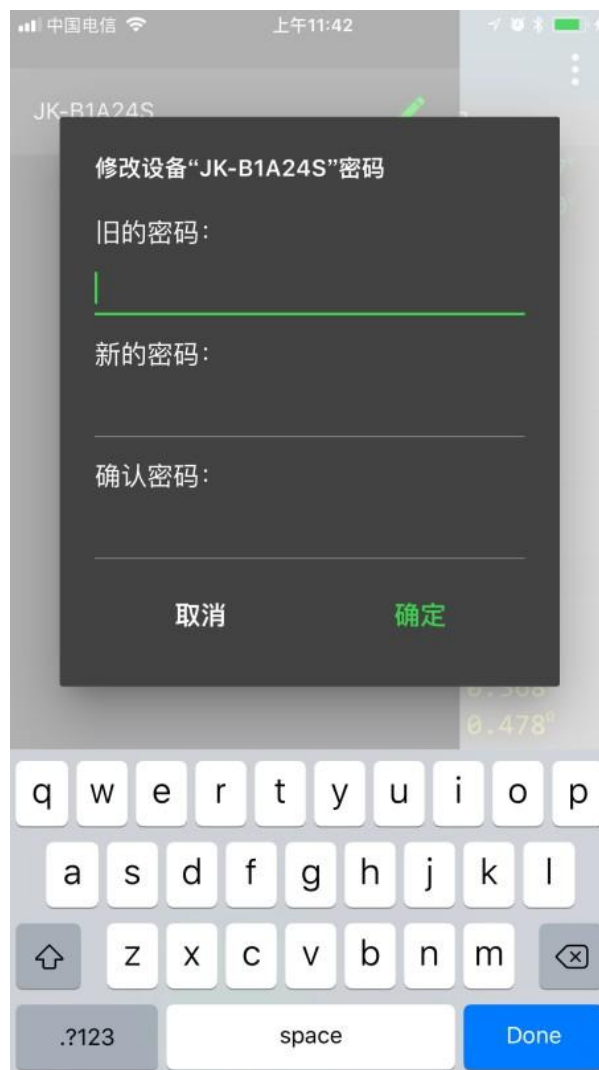 中国电信 上午11:42
JK-B1A24S
修改设备“JK-B1A24S”密码
旧的密码:
新的密码:
确认密码:
取消 确定
0.478
q w e r t y u i o p
a s d f g h j k l
z x c v b n m
.?123 space Done